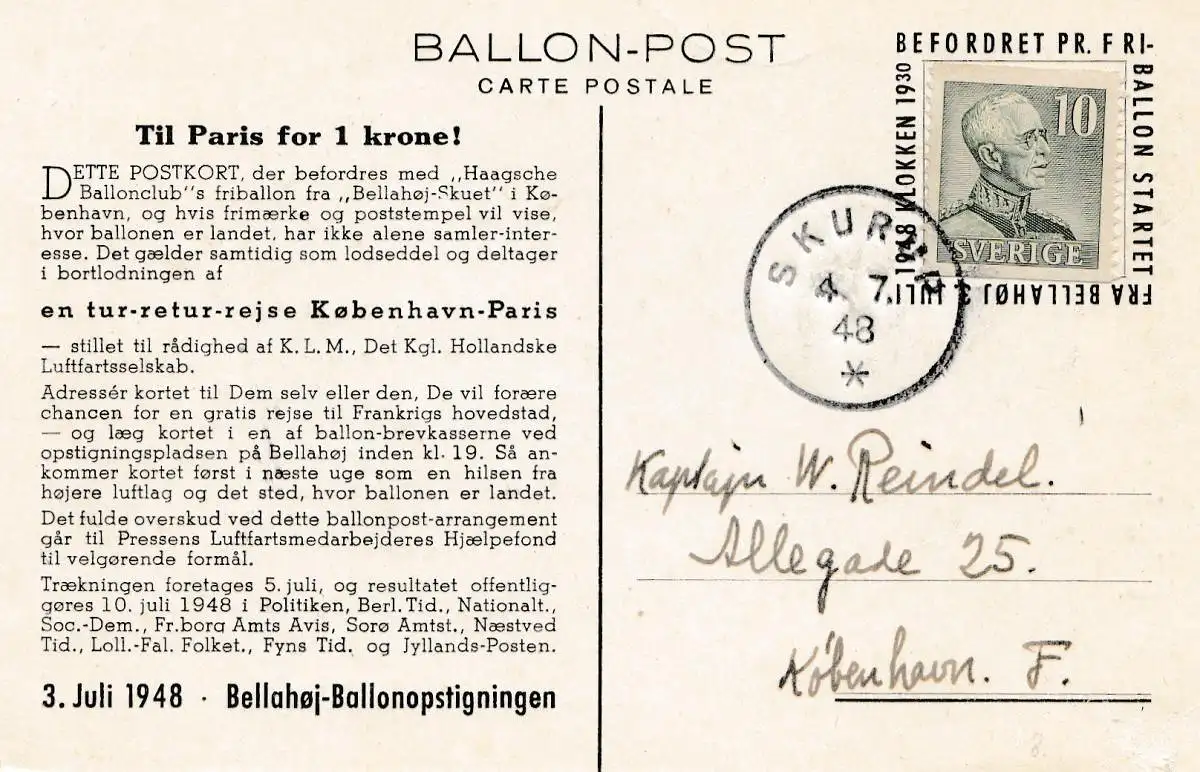 BALLON-POST
CARTE POSTALE
Til Paris for 1 krone!
DETTE POSTKORT, der befordres med ,,Haagsche
Ballonclub''s friballon fra ,,Bellahøj-Skuet'' i Kø-
benhavn, og hvis frimærke og poststempel vil vise,
hvor ballonen er landet, har ikke alene samler-inter-
esse. Det gælder samtidig som lodseddel og deltager
i bortlodningen af
en tur-retur-rejse København-Paris
— stillet til rådighed af K. L. M., Det Kgl. Hollandske
Luftfartsselskab.
Adressér kortet til Dem selv eller den, De vil forære
chancen for en gratis rejse til Frankrigs hovedstad,
— og læg kortet i en af ballon-brevkasserne ved
opstigningspladsen på Bellahøj inden kl. 19. Så an-
kommer kortet først i næste uge som en hilsen fra
højere luftlag og det sted, hvor ballonen er landet.
Det fulde overskud ved dette ballonpost-arrangement
går til Pressens Luftfartsmedarbejderes Hjælpefond
til velgørende formål.
Trækningen foretages 5. juli, og resultatet offentlig-
gøres 10. juli 1948 i Politiken, Berl. Tid., Nationalt.,
Soc.-Dem., Fr.borg Amts Avis, Sorø Amtst., Næstved
Tid., Loll.-Fal. Folket., Fyns Tid. og Jyllands-Posten.
3. Juli 1948 · Bellahøj-Ballonopstigningen
BEFORDRET PR. FRI-
BALLON STARTET
FRA BELLAHØJ 3. JULI
1948 KLOKKEN 1930
10
SVERIGE
4. 7.
48
*
Kaptajn W. Reindel.
Allegade 25.
København. F.